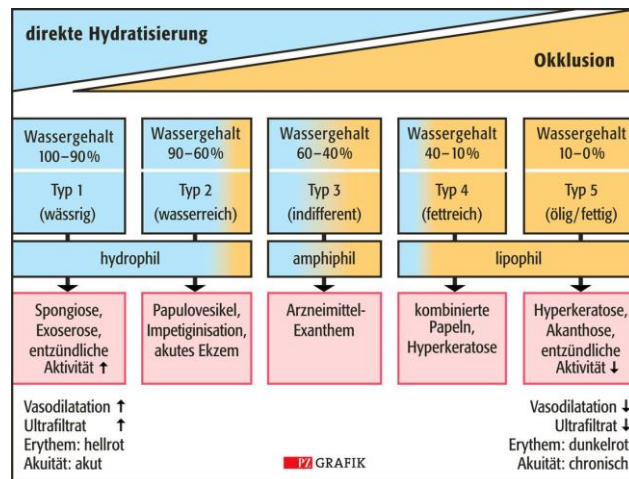 direkte Hydratisierung
Okklusion
Wassergehalt
100–90%
Wassergehalt
90–60%
Wassergehalt
60–40%
Wassergehalt
40–10%
Wassergehalt
10–0%
Typ 1
(wässrig)
Typ 2
(wasserreich)
Typ 3
(indifferent)
Typ 4
(fettreich)
Typ 5
(ölig/fettig)
hydrophil
amphiphil
lipophil
Spongiose,
Exoserose,
entzündliche
Aktivität ↑
Papulovesikel,
Impetiginisation,
akutes Ekzem
Arzneimittel-
Exanthem
kombinierte
Papeln,
Hyperkeratose
Hyperkeratose,
Akanthose,
entzündliche
Aktivität ↓
Vasodilatation ↑
Ultrafiltrat ↑
Erythem: hellrot
Akuität: akut
Vasodilatation ↓
Ultrafiltrat ↓
Erythem: dunkelrot
Akuität: chronisch
PZ GRAFIK